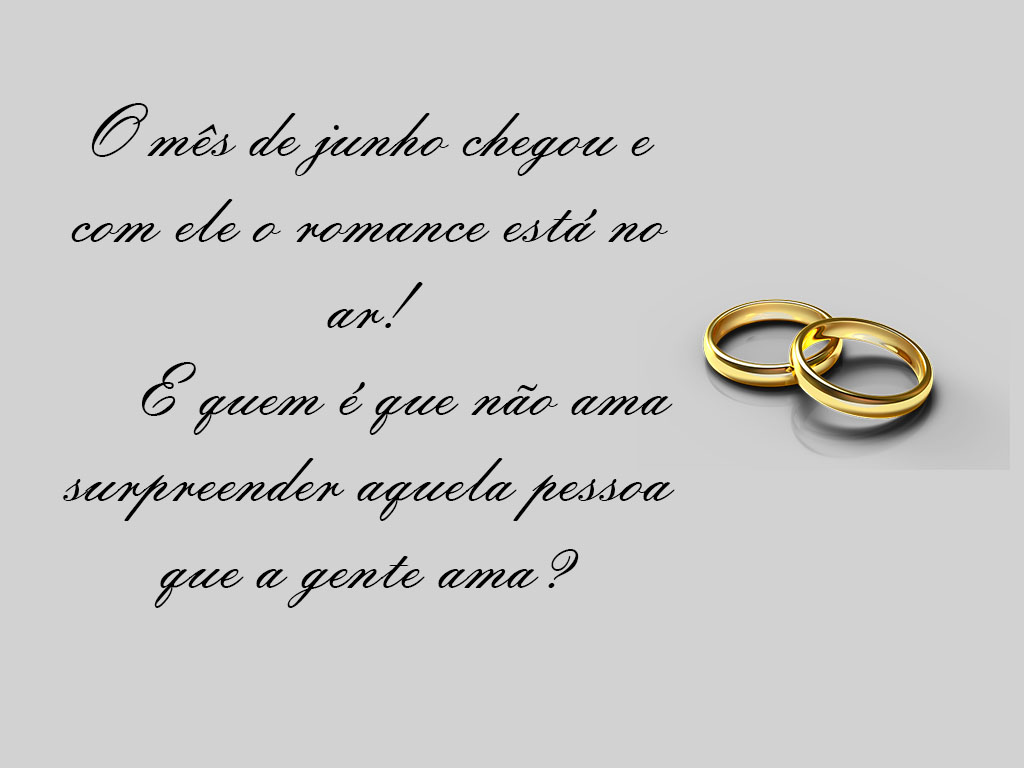 O mês de junho chegou e
com ele o romance está no
ar!
E quem é que não ama
surpreender aquela pessoa
que a gente ama?